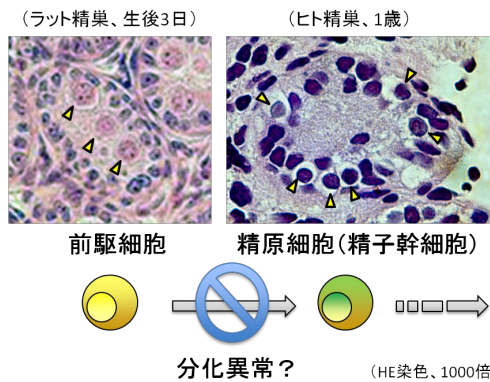 (ラット精巣、生後3日)
(ヒト精巣、1歳)
前駆細胞
精原細胞(精子幹細胞)
分化異常?
(HE染色、1000倍